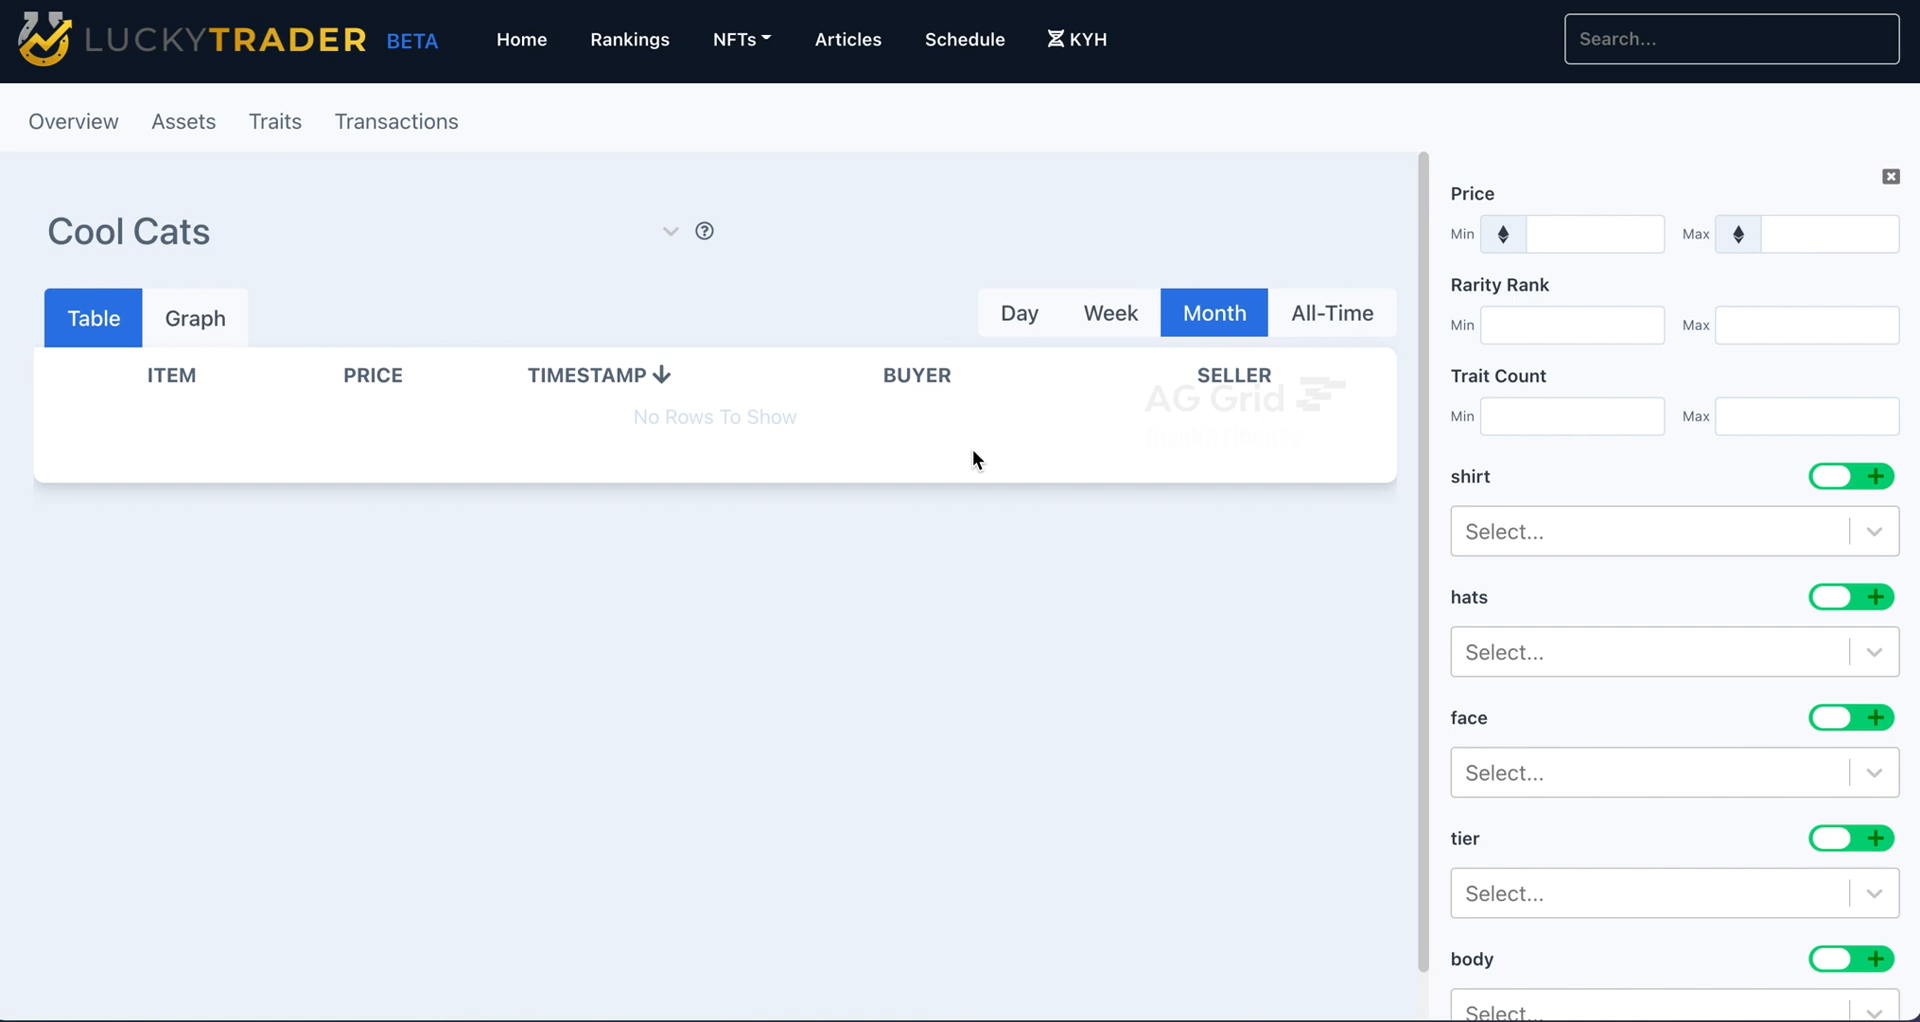 LUCKYTRADER BETA Home Rankings NFTs Articles Schedule KYH Search...
Overview Assets Traits Transactions
Cool Cats
Table Graph
Day Week Month All-Time
ITEM PRICE TIMESTAMP BUYER SELLER
No Rows To Show
AG Grid
Price
Min Max
Rarity Rank
Min Max
Trait Count
Min Max
shirt
Select...
hats
Select...
face
Select...
tier
Select...
body
Select...